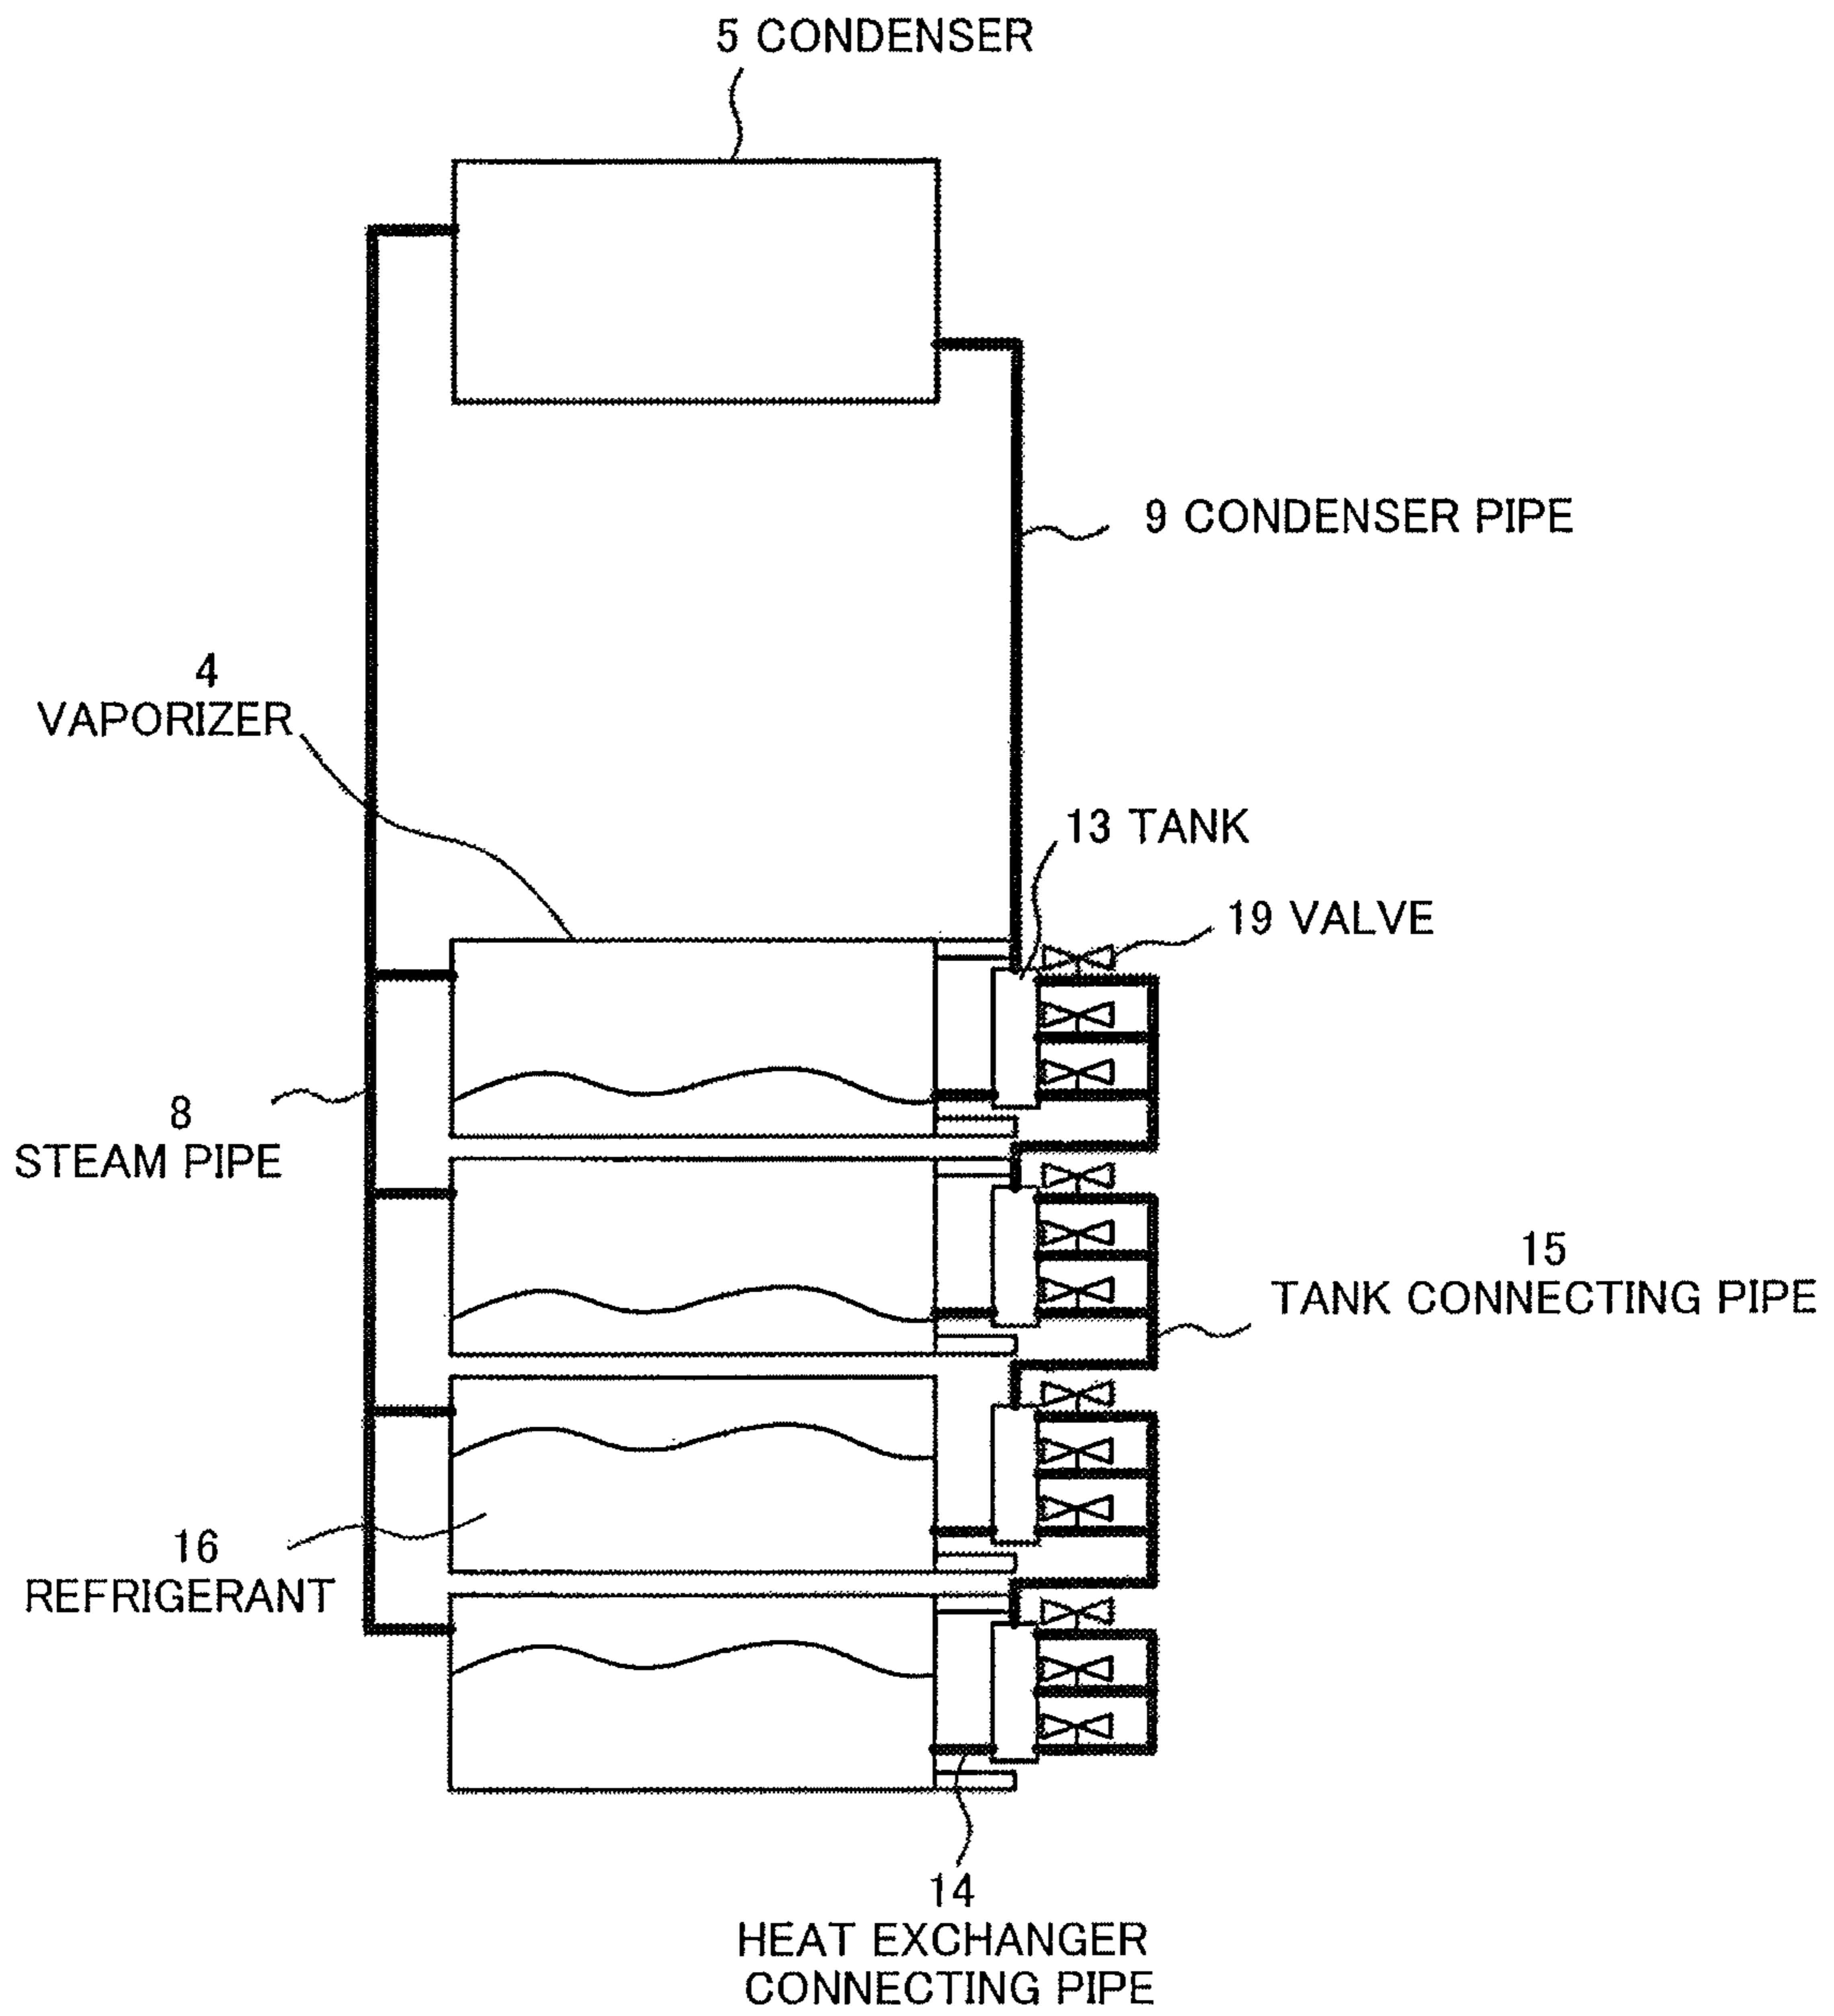 5 CONDENSER
9 CONDENSER PIPE
4
VAPORIZER
13 TANK
19 VALVE
8
STEAM PIPE
15
TANK CONNECTING PIPE
16
REFRIGERANT
14
HEAT EXCHANGER
CONNECTING PIPE